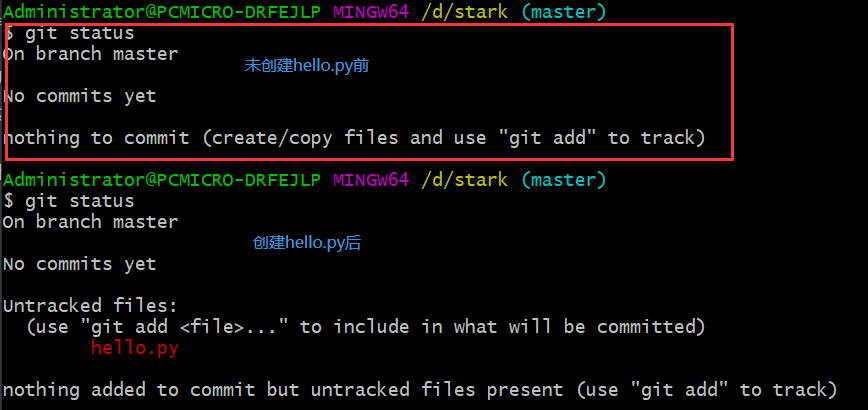 Administrator@PCMICRO-DRFEJLP MINGW64 /d/stark (master)
$ git status
On branch master
未创建hello.py前
No commits yet
nothing to commit (create/copy files and use "git add" to track)
Administrator@PCMICRO-DRFEJLP MINGW64 /d/stark (master)
$ git status
On branch master
创建hello.py后
No commits yet
Untracked files:
(use "git add <file>..." to include in what will be committed)
hello.py
nothing added to commit but untracked files present (use "git add" to track)